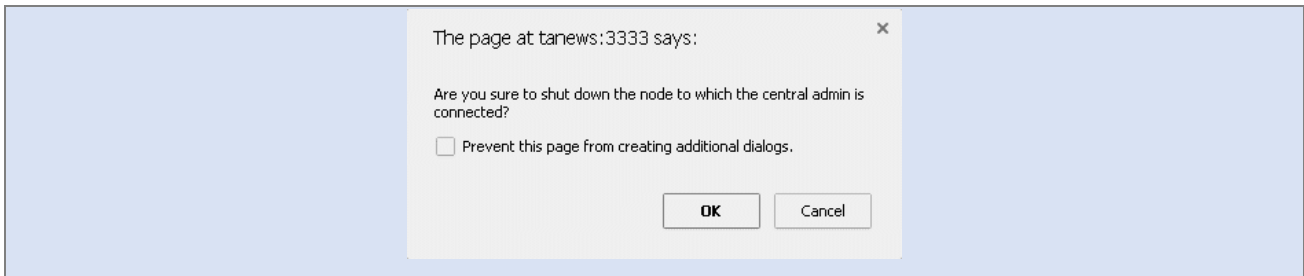 The page at tanews:3333 says:
Are you sure to shut down the node to which the central admin is
connected?
Prevent this page from creating additional dialogs.
OK
Cancel